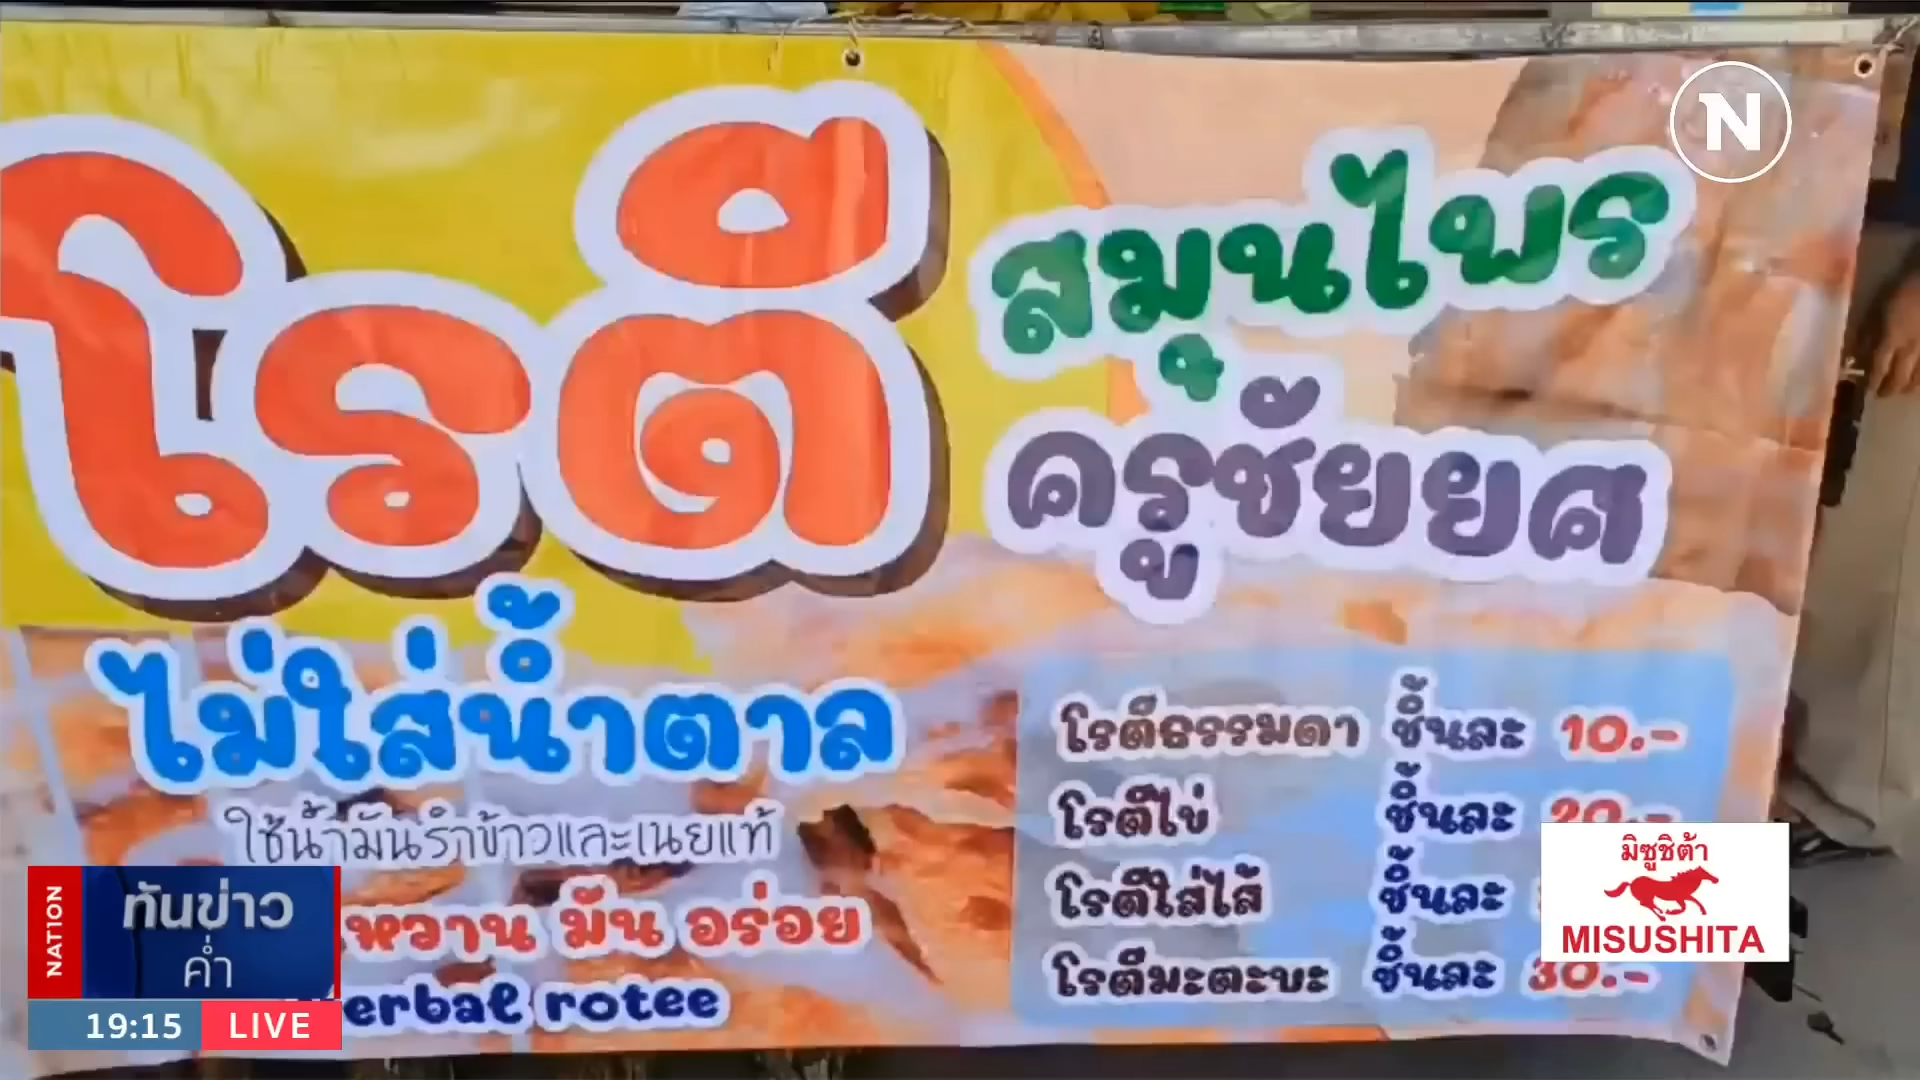 N
โรตี
สมุนไพร
ครูชัยยศ
ไม่ใส่น้ำตาล
ใช้น้ำมันรำข้าวและเนยแท้
หวาน มัน อร่อย
erbal rotee
โรตีธรรมดา ชิ้นละ 10.-
โรตีไข่ ชิ้นละ 20.-
โรตีใส่ไส้ ชิ้นละ
โรตีมะตะบะ ชิ้นละ 30.-
มิซูชิต้า
MISUSHITA
NATION
ทันข่าว
ค่ำ
19:15 LIVE